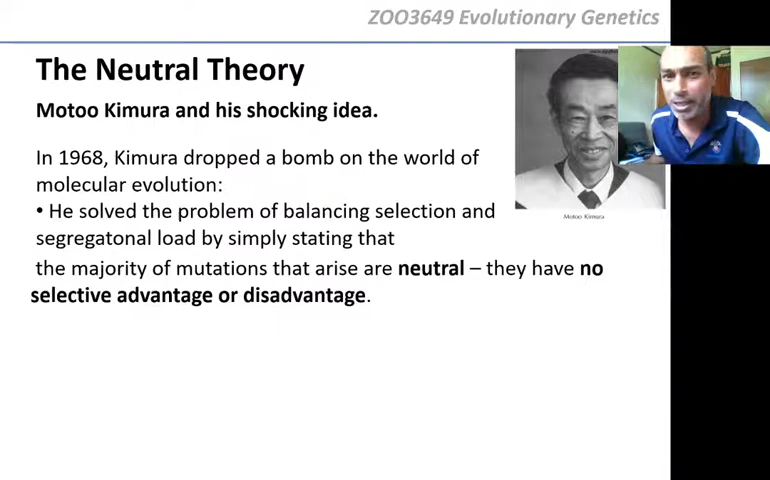 ZOO3649 Evolutionary Genetics
The Neutral Theory
Motoo Kimura and his shocking idea.
In 1968, Kimura dropped a bomb on the world of
molecular evolution:
• He solved the problem of balancing selection and
segregatonal load by simply stating that
the majority of mutations that arise are neutral – they have no
selective advantage or disadvantage.
Motoo Kimura